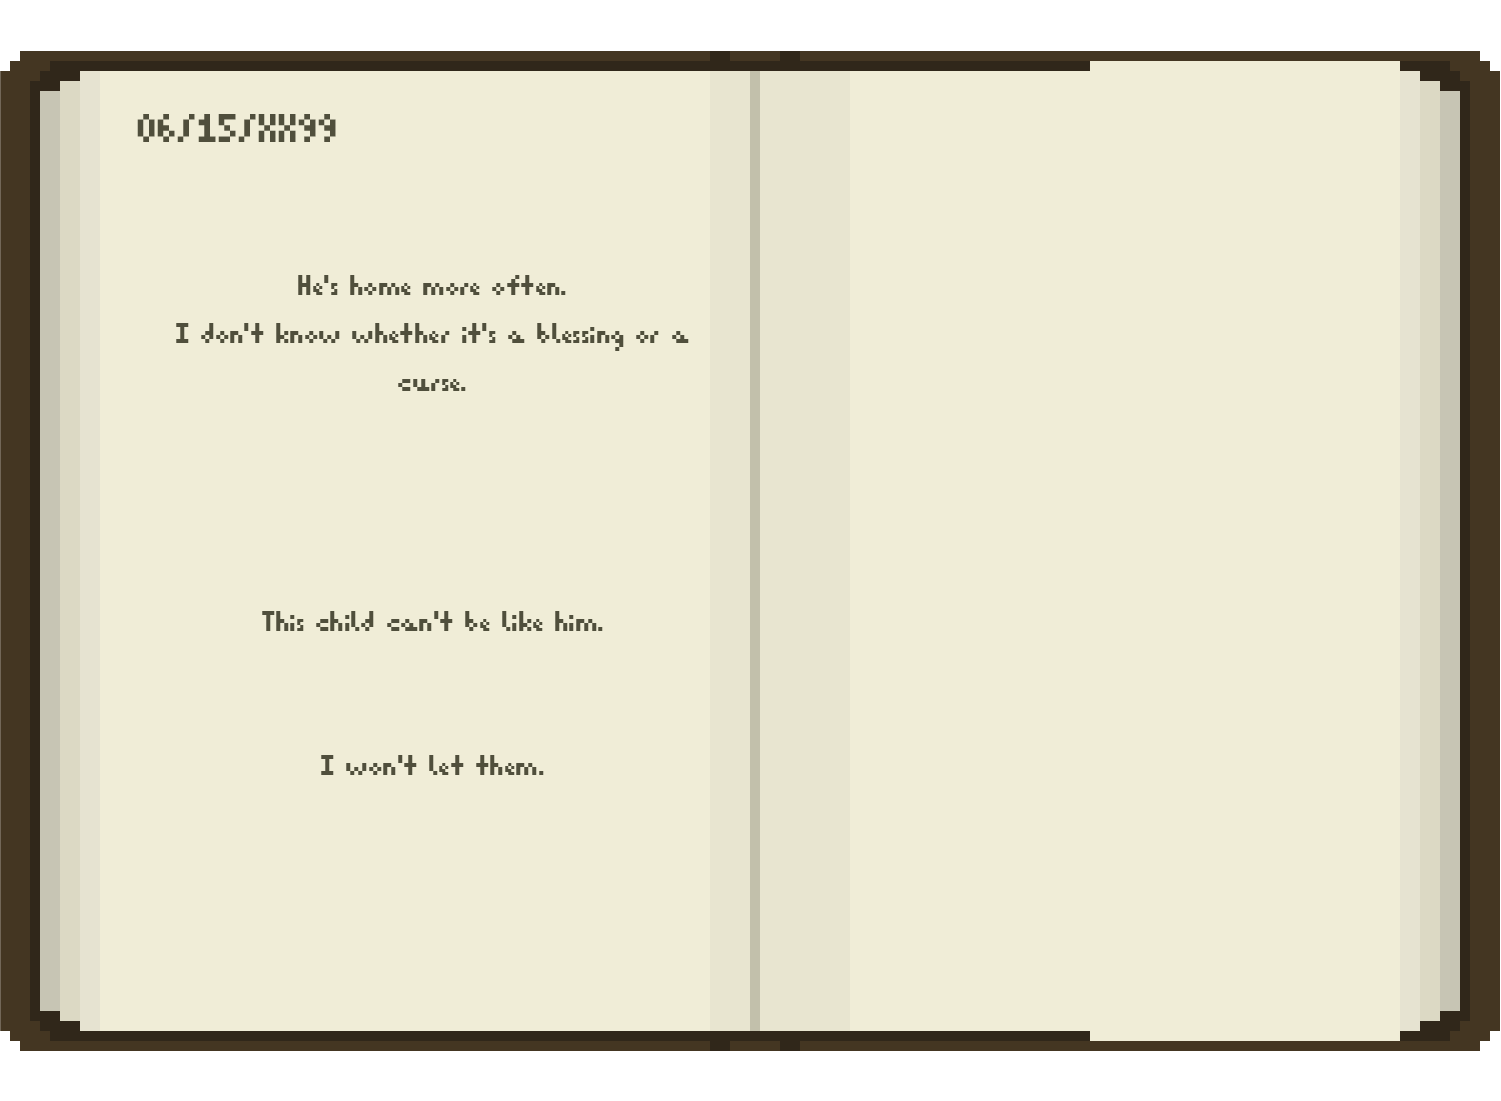 06/15/XX99
He's home more often.
I don't know whether it's a blessing or a
curse.
This child can't be like him.
I won't let them.